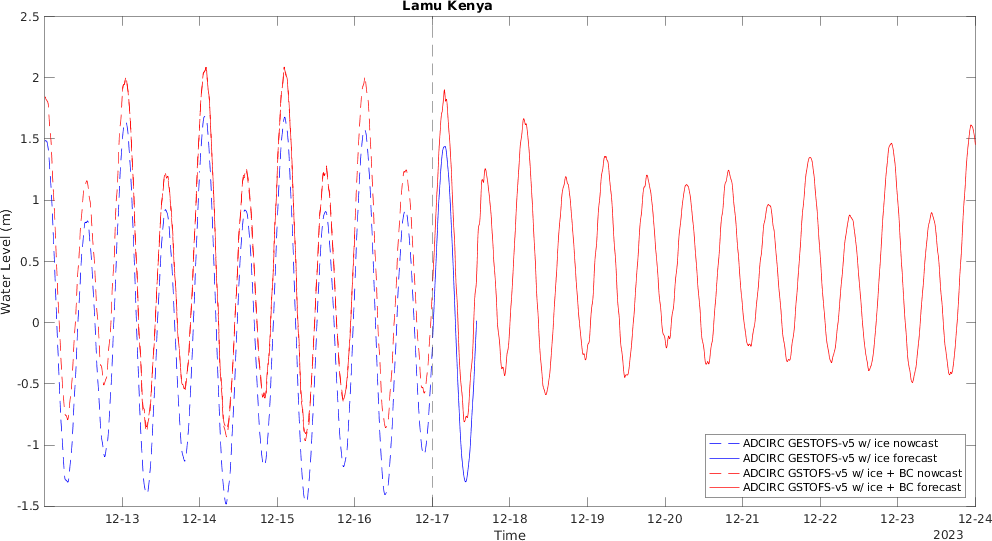 Lamu Kenya
2.5
2
1.5
1
0.5
0
-0.5
-1
-1.5
Water Level (m)
ADCIRC GESTOFS-v5 w/ ice nowcast
ADCIRC GESTOFS-v5 w/ ice forecast
ADCIRC GSTOFS-v5 w/ ice + BC nowcast
ADCIRC GSTOFS-v5 w/ ice + BC forecast
12-13 12-14 12-15 12-16 12-17 12-18 12-19 12-20 12-21 12-22 12-23 12-24
Time
2023